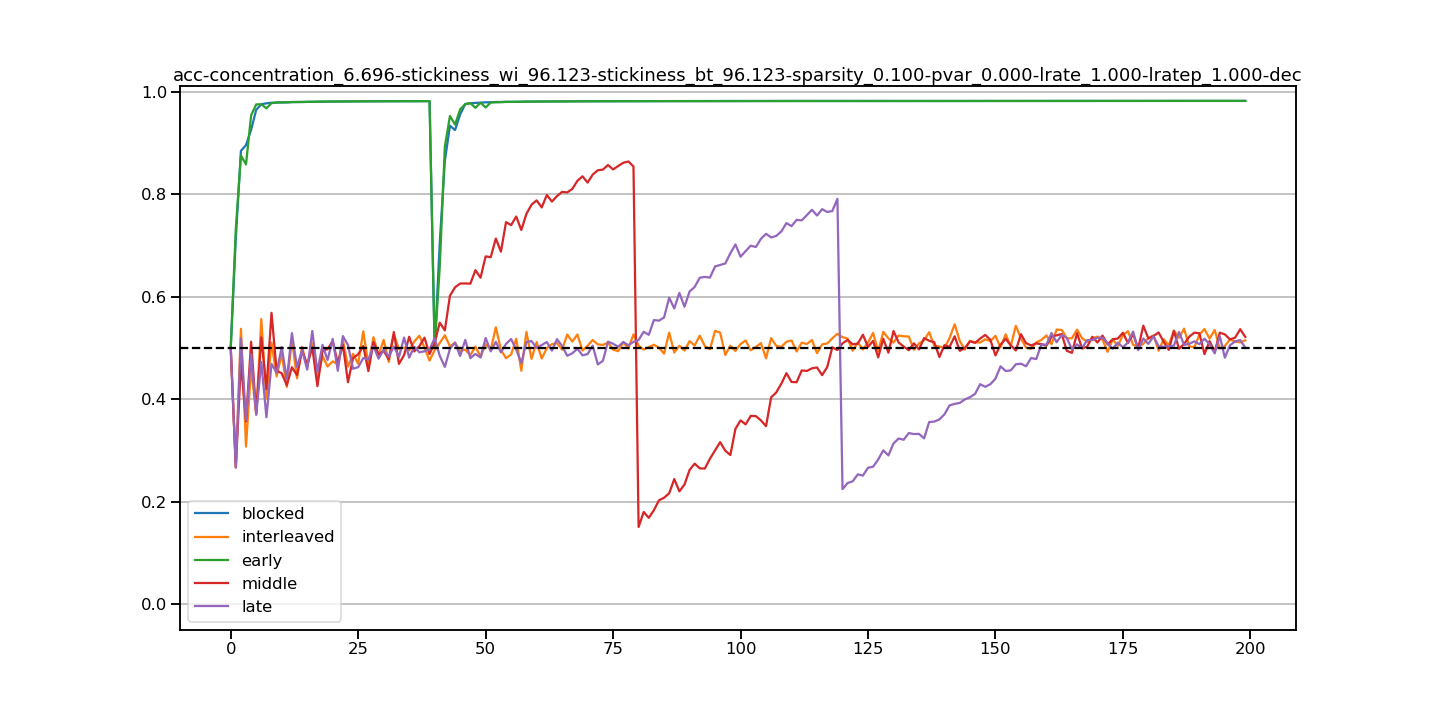 acc-concentration_6.696-stickiness_wi_96.123-stickiness_bt_96.123-sparsity_0.100-pvar_0.000-lrate_1.000-lratep_1.000-dec
1.0
0.8
0.6
0.4
0.2
0.0
blocked
interleaved
early
middle
late
0 25 50 75 100 125 150 175 200